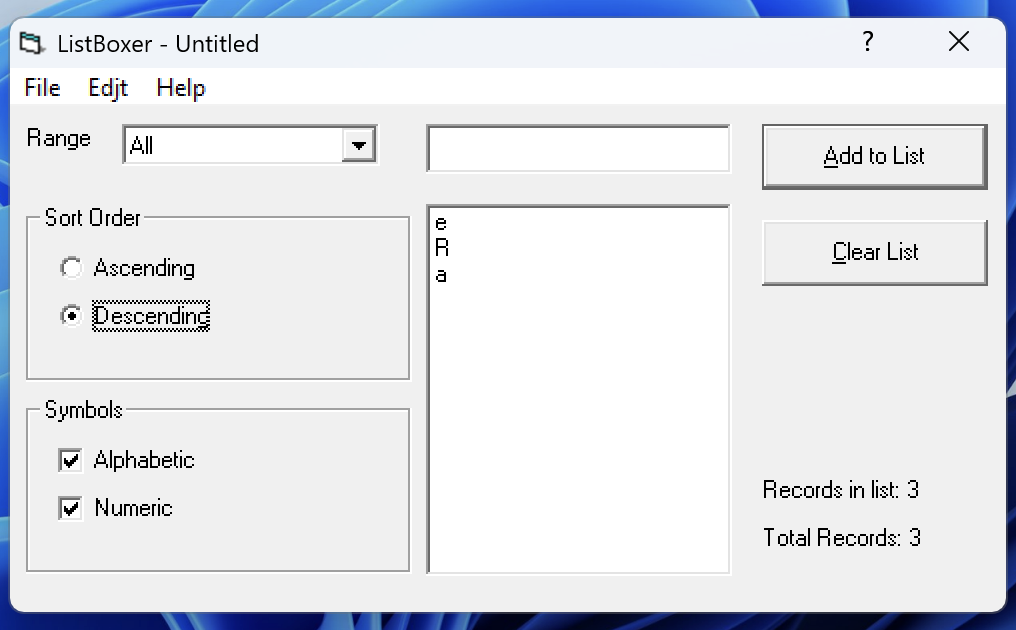 ListBoxer - Untitled ?
File Edjt Help
Range All
Add to List
Sort Order
Ascending
Descending
e
R
a
Clear List
Symbols
Alphabetic
Numeric
Records in list: 3
Total Records: 3